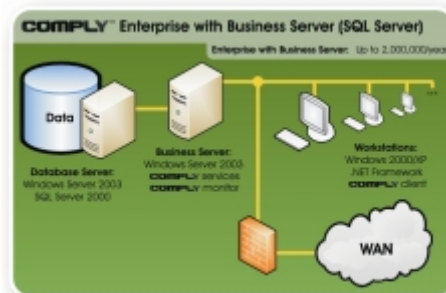 COMPLY™ Enterprise with Business Server (SQL Server)
Enterprise with Business Server: Up to 2,000,000/year
Data
Database Server:
Windows Server 2003
SQL Server 2000
Business Server:
Windows Server 2003
COMPLY services
COMPLY monitor
Workstations:
Windows 2000/XP
.NET Framework
COMPLY client
WAN